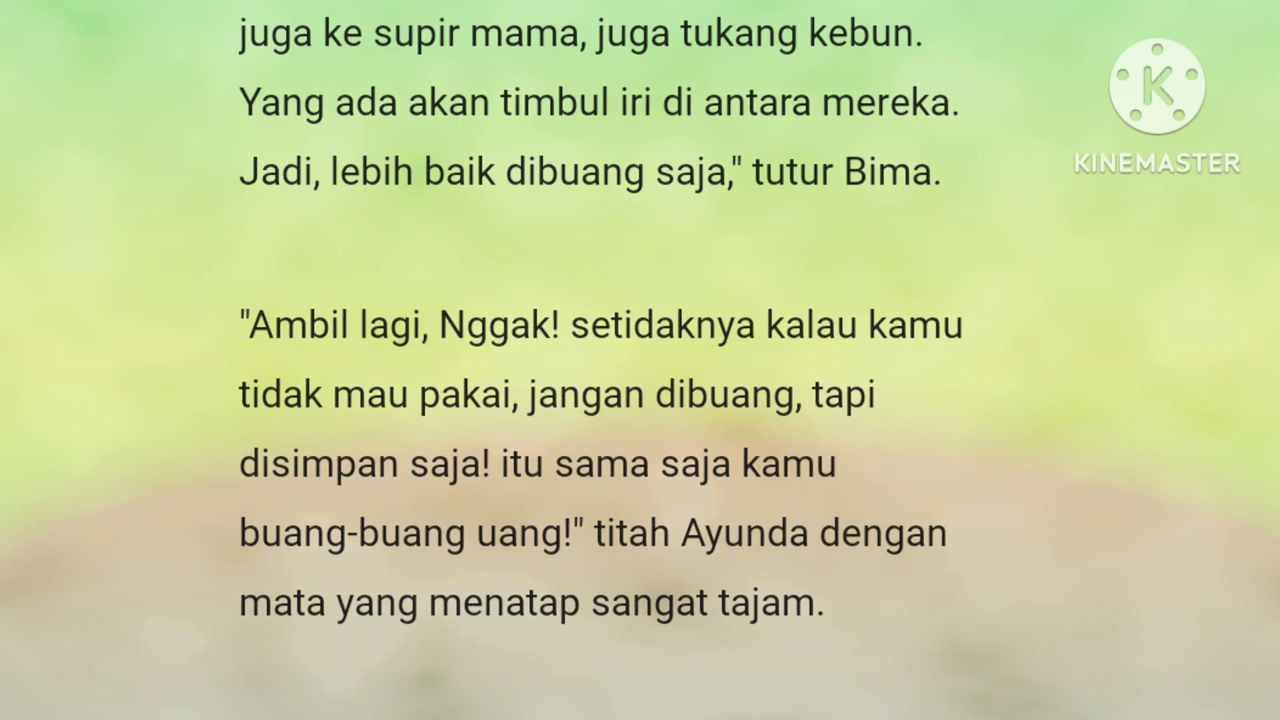 juga ke supir mama, juga tukang kebun.
Yang ada akan timbul iri di antara mereka.
Jadi, lebih baik dibuang saja," tutur Bima.
"Ambil lagi, Nggak! setidaknya kalau kamu
tidak mau pakai, jangan dibuang, tapi
disimpan saja! itu sama saja kamu
buang-buang uang!" titah Ayunda dengan
mata yang menatap sangat tajam.
K
KINEMASTER